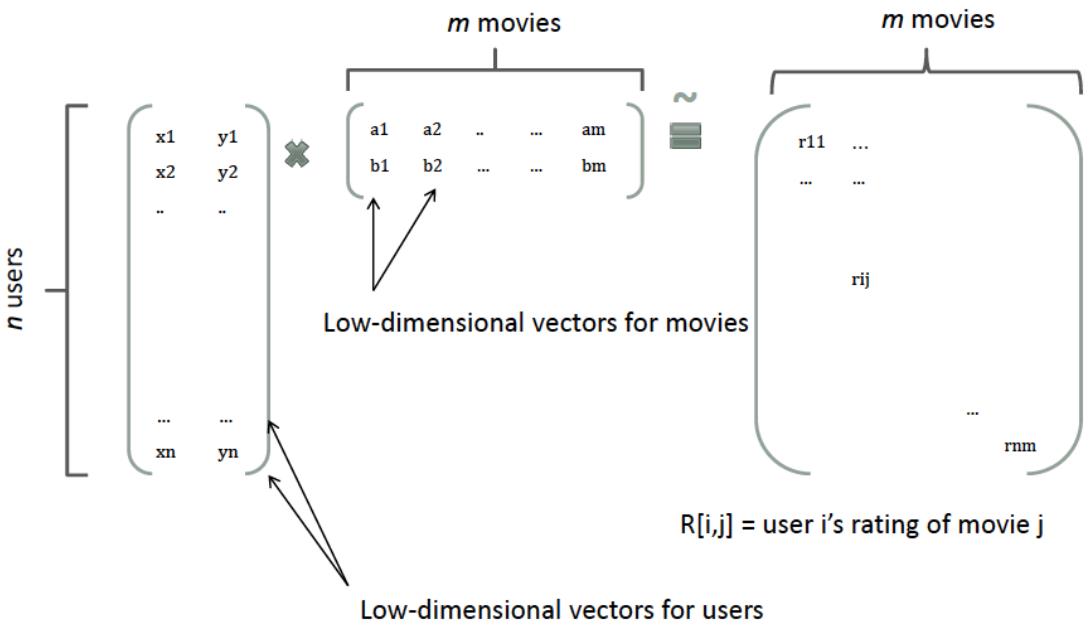 m movies
m movies
n users
x1 y1
x2 y2
.. ..
... ...
xn yn
a1 a2 .. ... am
b1 b2 ... ... bm
~
=
r11 ...
... ...
rij
...
rnm
Low-dimensional vectors for movies
R[i,j] = user i’s rating of movie j
Low-dimensional vectors for users